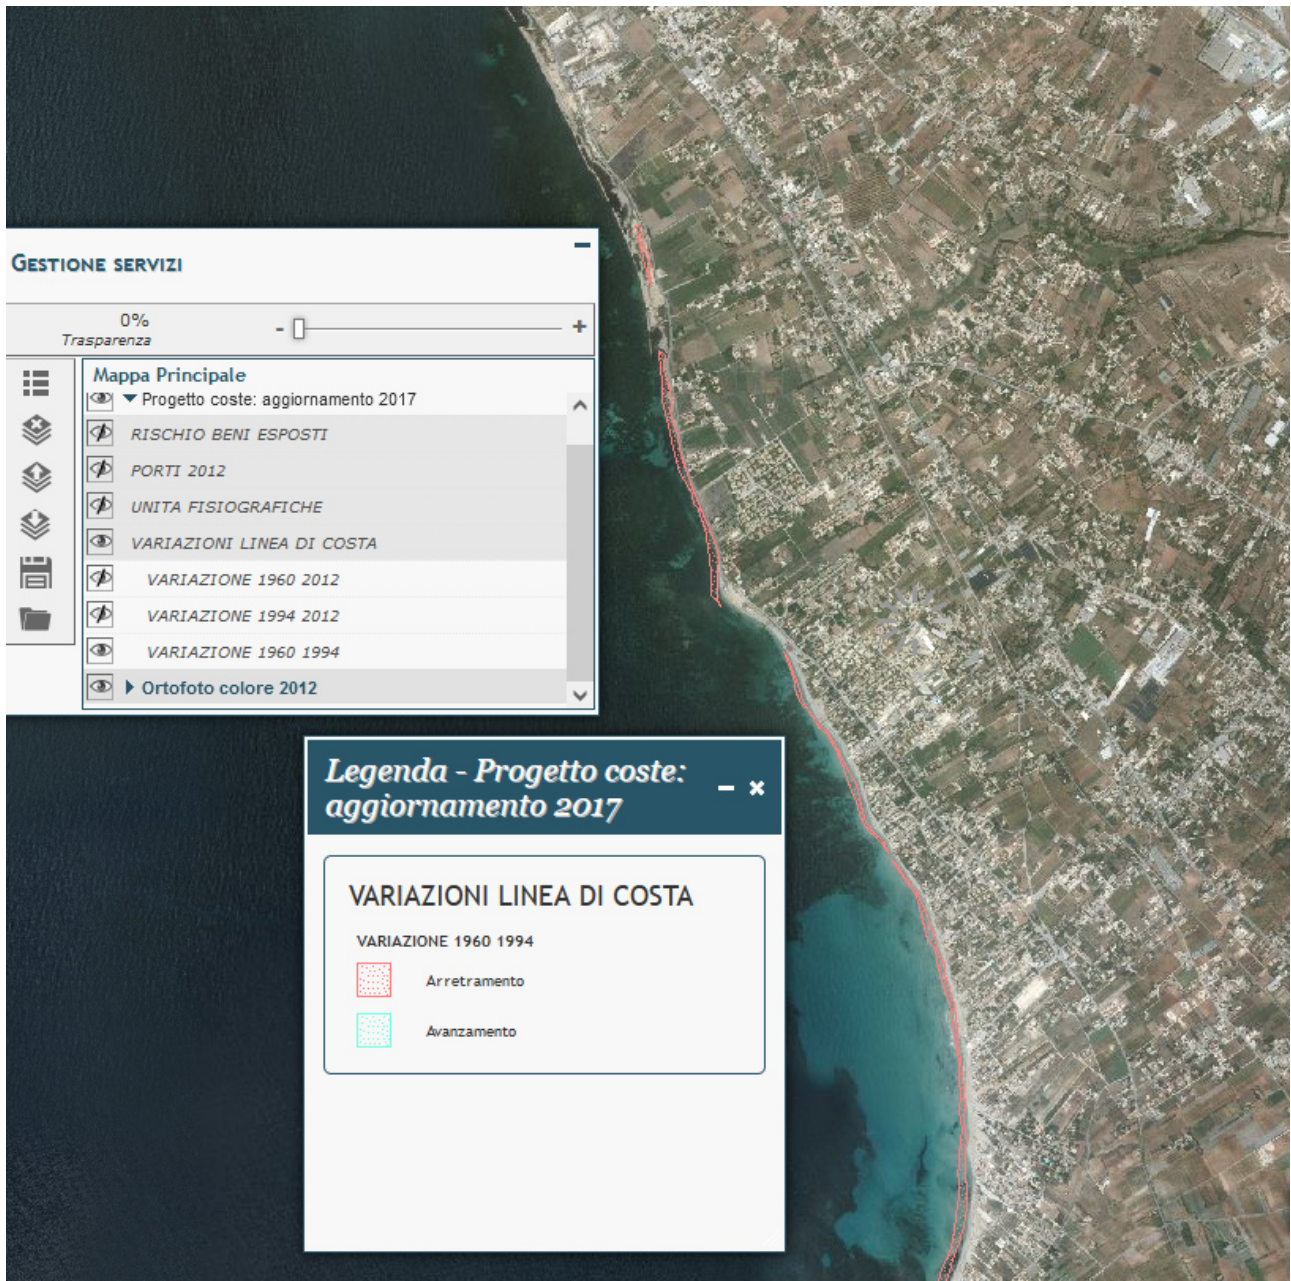 GESTIONE SERVIZI
0%
Trasparenza
- +
Mappa Principale
Progetto coste: aggiornamento 2017
RISCHIO BENI ESPOSTI
PORTI 2012
UNITA FISIOGRAFICHE
VARIAZIONI LINEA DI COSTA
VARIAZIONE 1960 2012
VARIAZIONE 1994 2012
VARIAZIONE 1960 1994
Ortofoto colore 2012
Legenda - Progetto coste:
aggiornamento 2017
VARIAZIONI LINEA DI COSTA
VARIAZIONE 1960 1994
Arretramento
Avanzamento